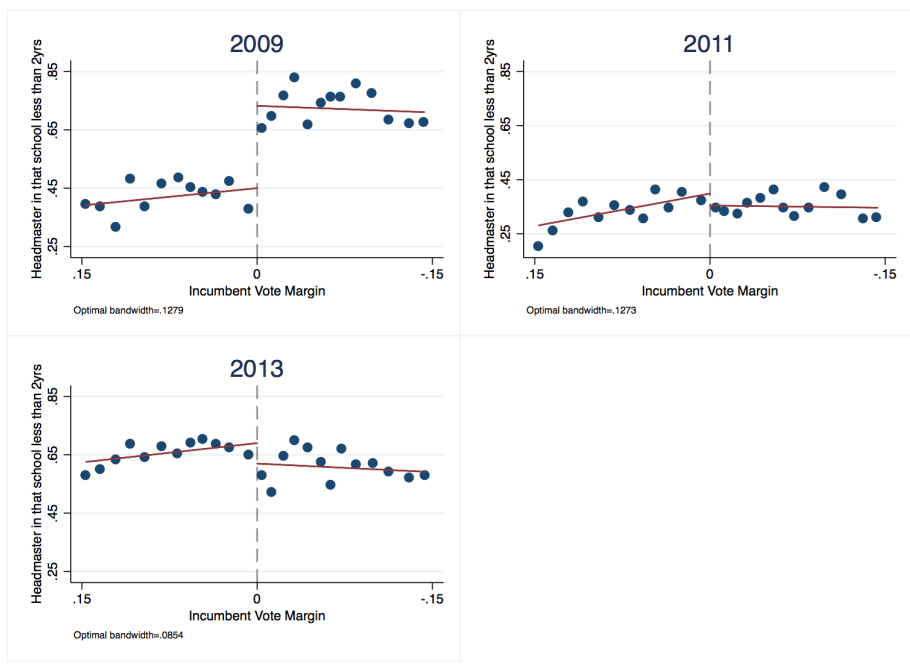 2009
Headmaster in that school less than 2yrs
.85
.65
.45
.25
.15
0
-.15
Incumbent Vote Margin
Optimal bandwidth=.1279
2011
Headmaster in that school less than 2yrs
.85
.65
.45
.25
.15
0
-.15
Incumbent Vote Margin
Optimal bandwidth=.1273
2013
Headmaster in that school less than 2yrs
.85
.65
.45
.25
.15
0
-.15
Incumbent Vote Margin
Optimal bandwidth=.0854